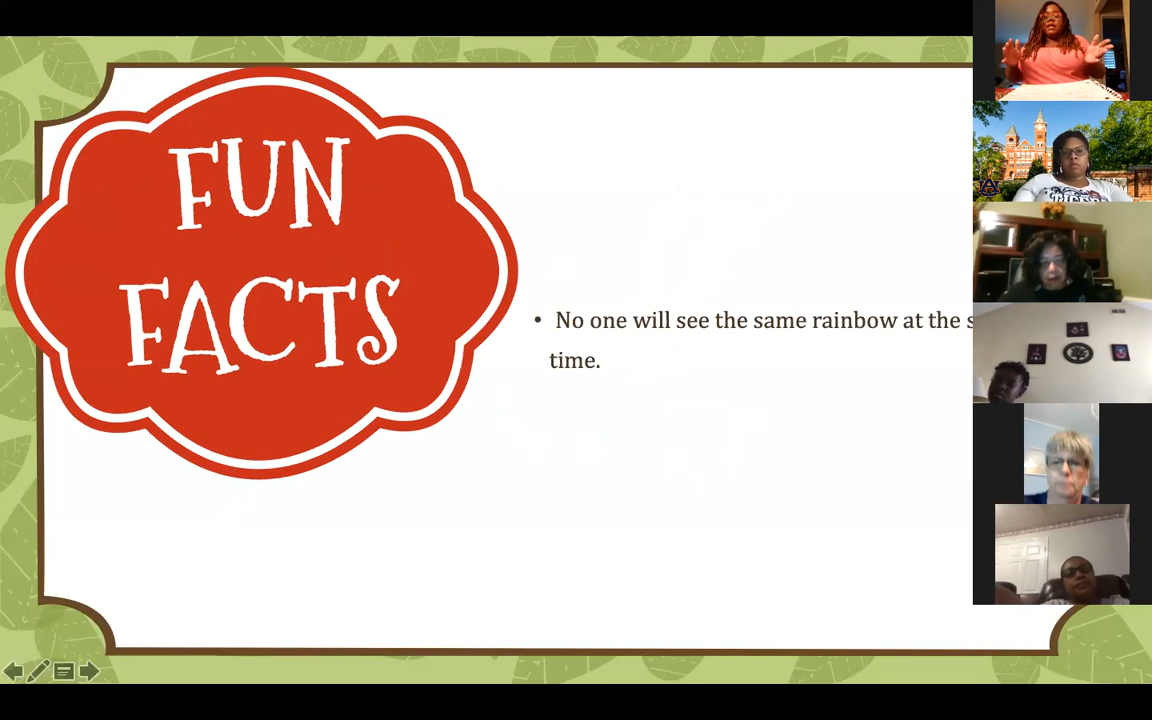 FUN
FACTS
• No one will see the same rainbow at the
time.